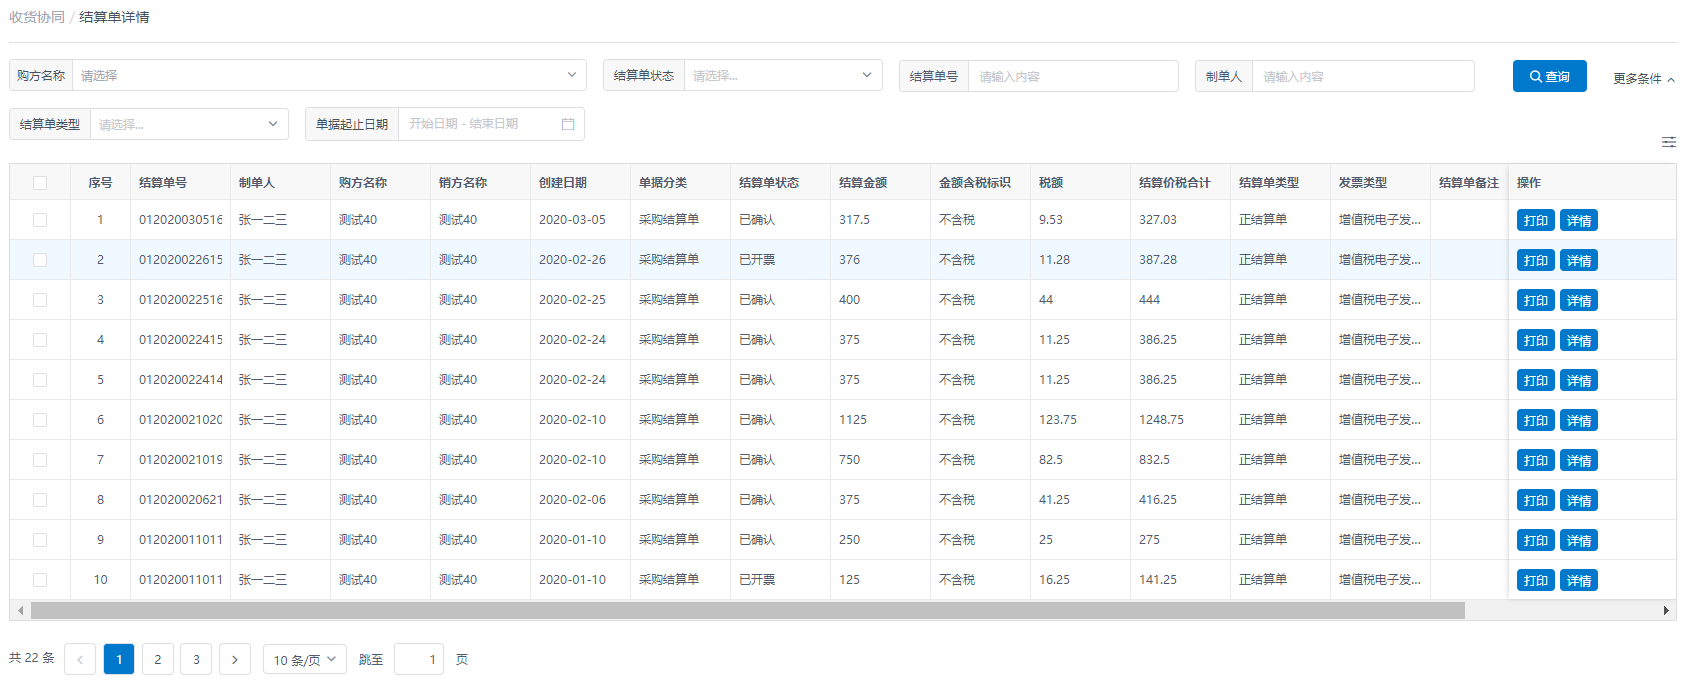 收货协同 / 结算单详情
购方名称 请选择 结算单状态 请选择... 结算单号 请输入内容 制单人 请输入内容 查询 更多条件
结算单类型 请选择... 单据起止日期 开始日期 - 结束日期
序号 结算单号 制单人 购方名称 销方名称 创建日期 单据分类 结算单状态 结算金额 金额含税标识 税额 结算价税合计 结算单类型 发票类型 结算单备注 操作
1 012020030516 张一二三 测试40 测试40 2020-03-05 采购结算单 已确认 317.5 不含税 9.53 327.03 正结算单 增值税电子发... 打印 详情
2 012020022615 张一二三 测试40 测试40 2020-02-26 采购结算单 已开票 376 不含税 11.28 387.28 正结算单 增值税电子发... 打印 详情
3 012020022516 张一二三 测试40 测试40 2020-02-25 采购结算单 已确认 400 不含税 44 444 正结算单 增值税电子发... 打印 详情
4 012020022415 张一二三 测试40 测试40 2020-02-24 采购结算单 已确认 375 不含税 11.25 386.25 正结算单 增值税电子发... 打印 详情
5 012020022414 张一二三 测试40 测试40 2020-02-24 采购结算单 已确认 375 不含税 11.25 386.25 正结算单 增值税电子发... 打印 详情
6 012020021020 张一二三 测试40 测试40 2020-02-10 采购结算单 已确认 1125 不含税 123.75 1248.75 正结算单 增值税电子发... 打印 详情
7 012020021019 张一二三 测试40 测试40 2020-02-10 采购结算单 已确认 750 不含税 82.5 832.5 正结算单 增值税电子发... 打印 详情
8 012020020621 张一二三 测试40 测试40 2020-02-06 采购结算单 已确认 375 不含税 41.25 416.25 正结算单 增值税电子发... 打印 详情
9 012020011011 张一二三 测试40 测试40 2020-01-10 采购结算单 已确认 250 不含税 25 275 正结算单 增值税电子发... 打印 详情
10 012020011011 张一二三 测试40 测试40 2020-01-10 采购结算单 已开票 125 不含税 16.25 141.25 正结算单 增值税电子发... 打印 详情
共 22 条 < 1 2 3 > 10 条/页 跳至 1 页